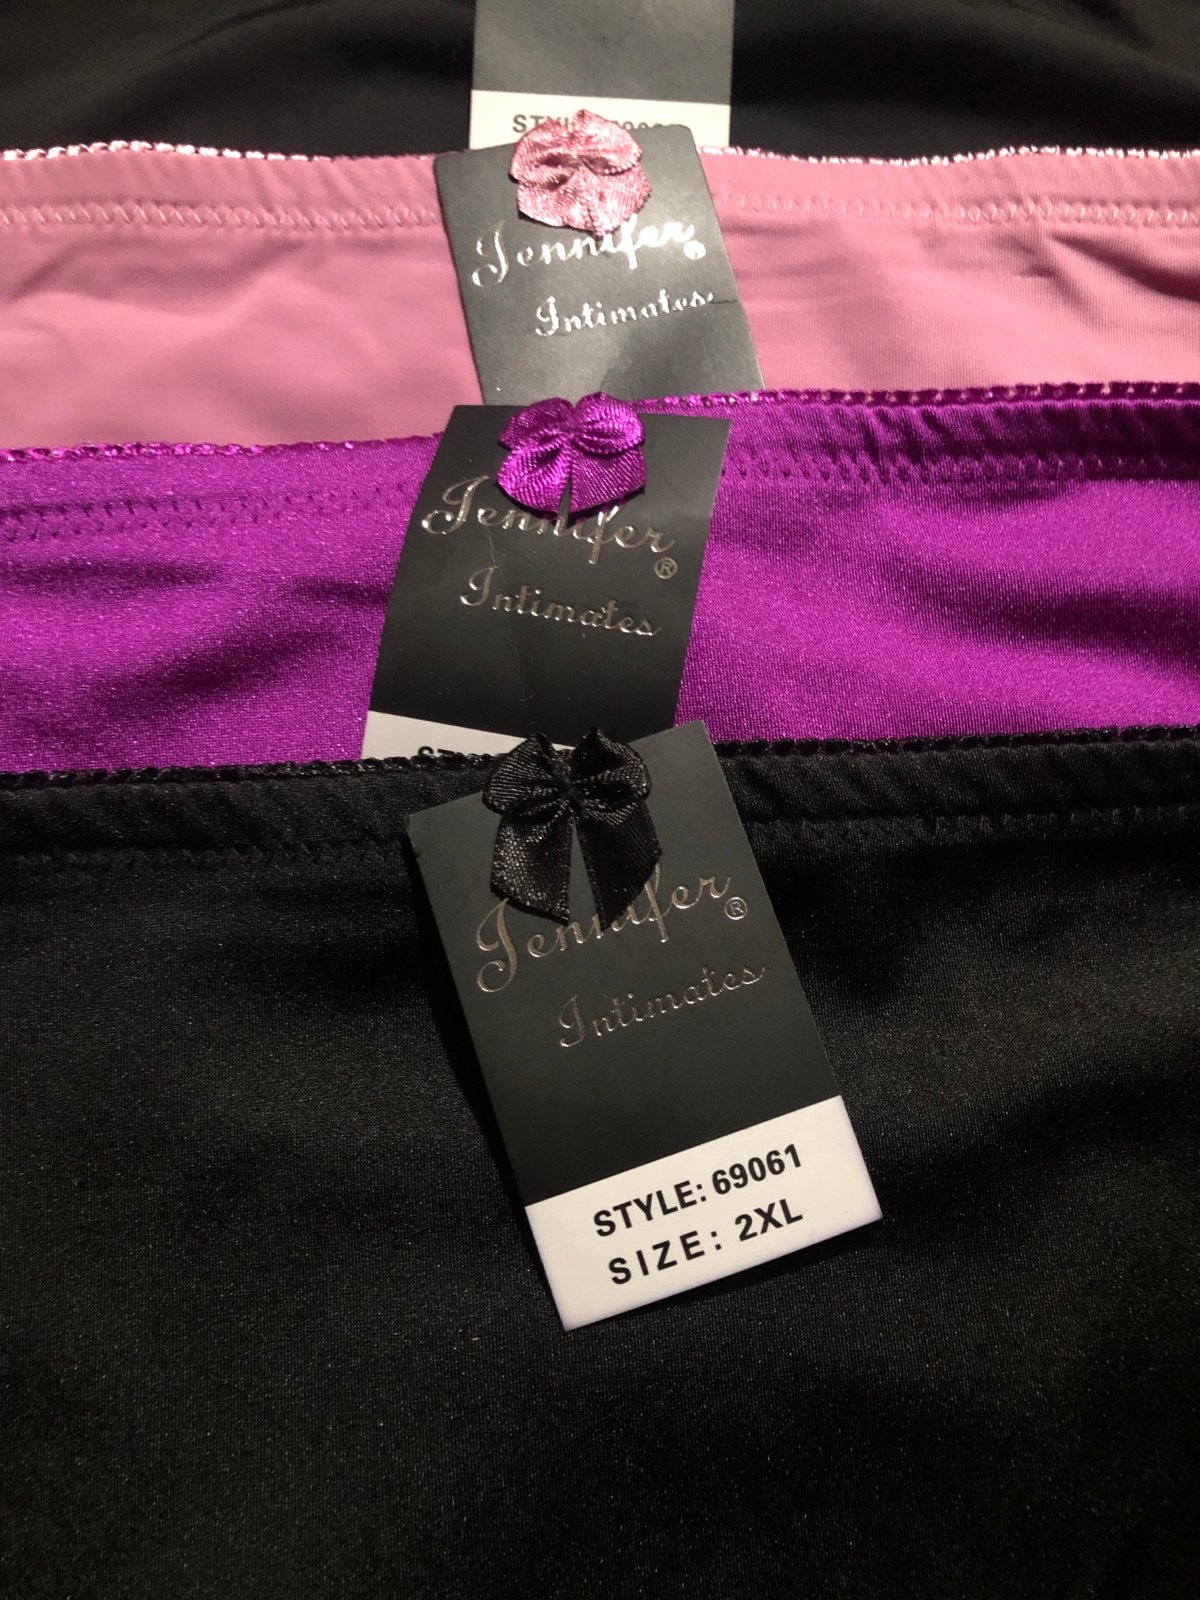 Jennifer®
Intimates
Jennifer®
Intimates
Jennifer®
Intimates
STYLE: 69061
SIZE: 2XL